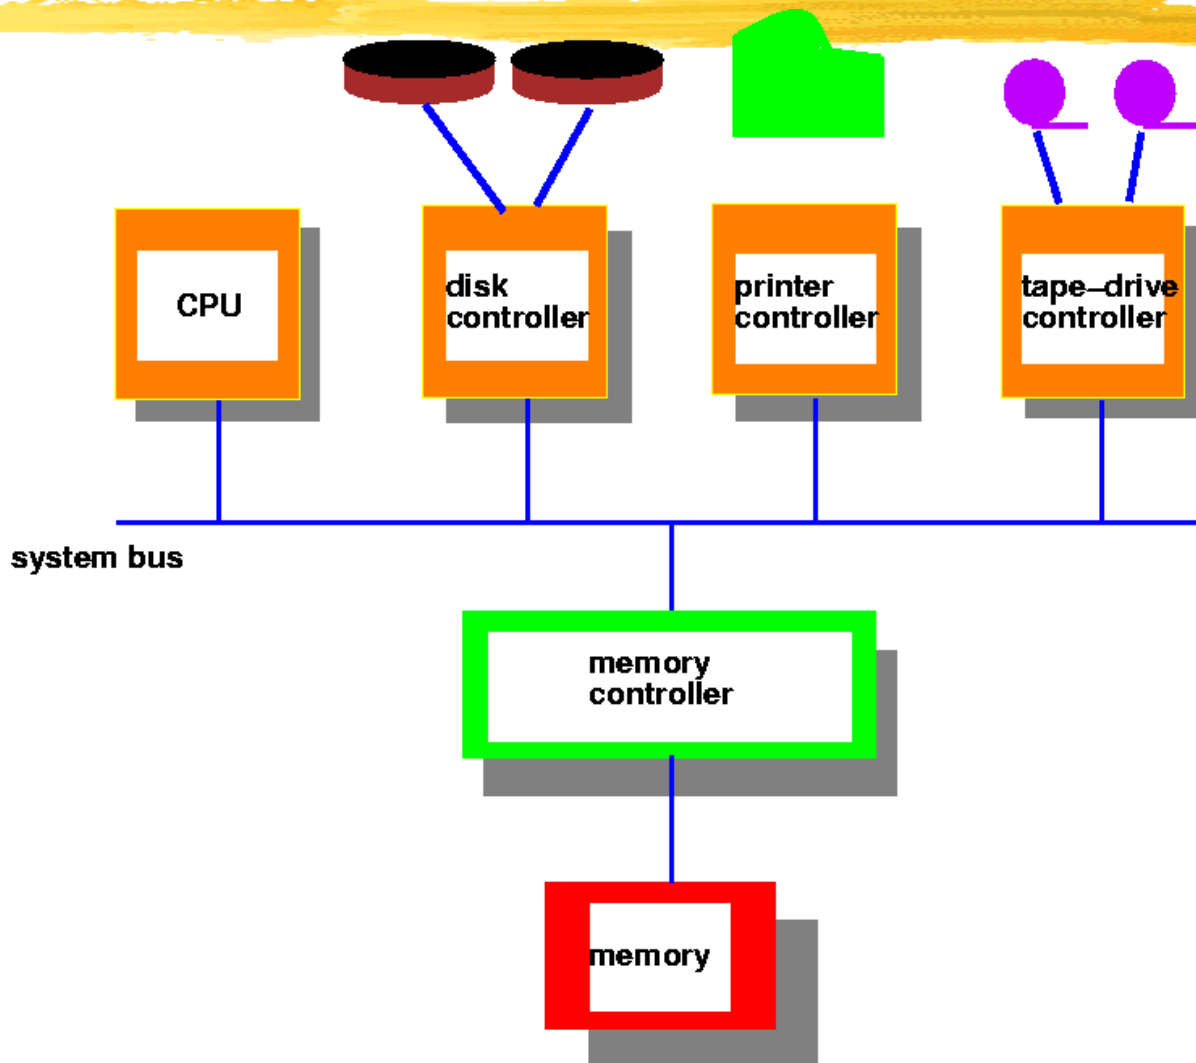 CPU
disk
controller
printer
controller
tape–drive
controller
system bus
memory
controller
memory